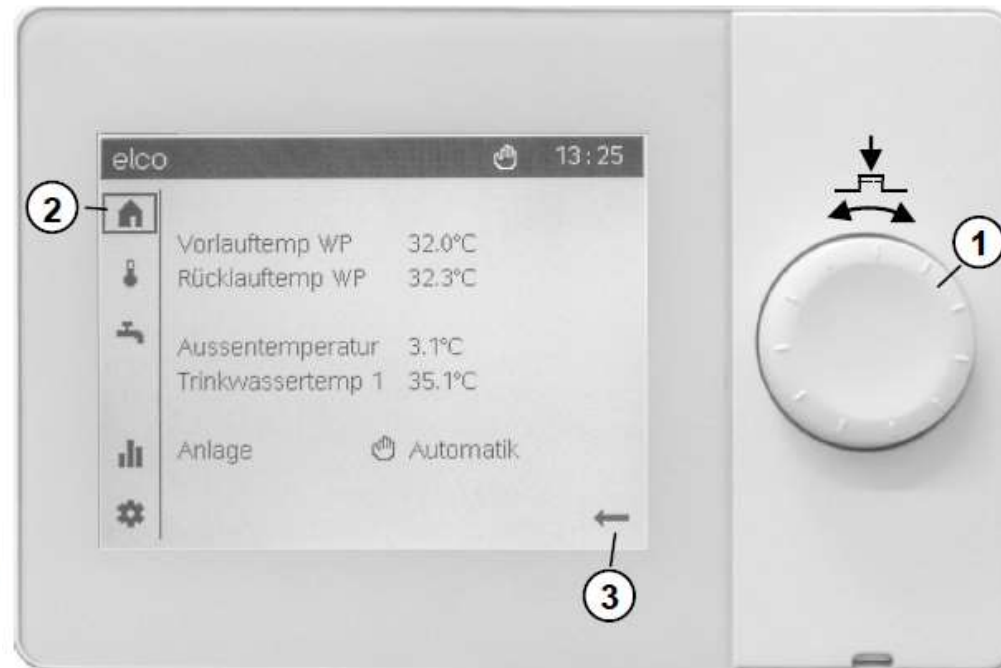 elco 13:25
2
Vorlauftemp WP 32.0°C
1
Rücklauftemp WP 32.3°C
Aussentemperatur 3.1°C
Trinkwassertemp 1 35.1°C
Anlage Automatik
3